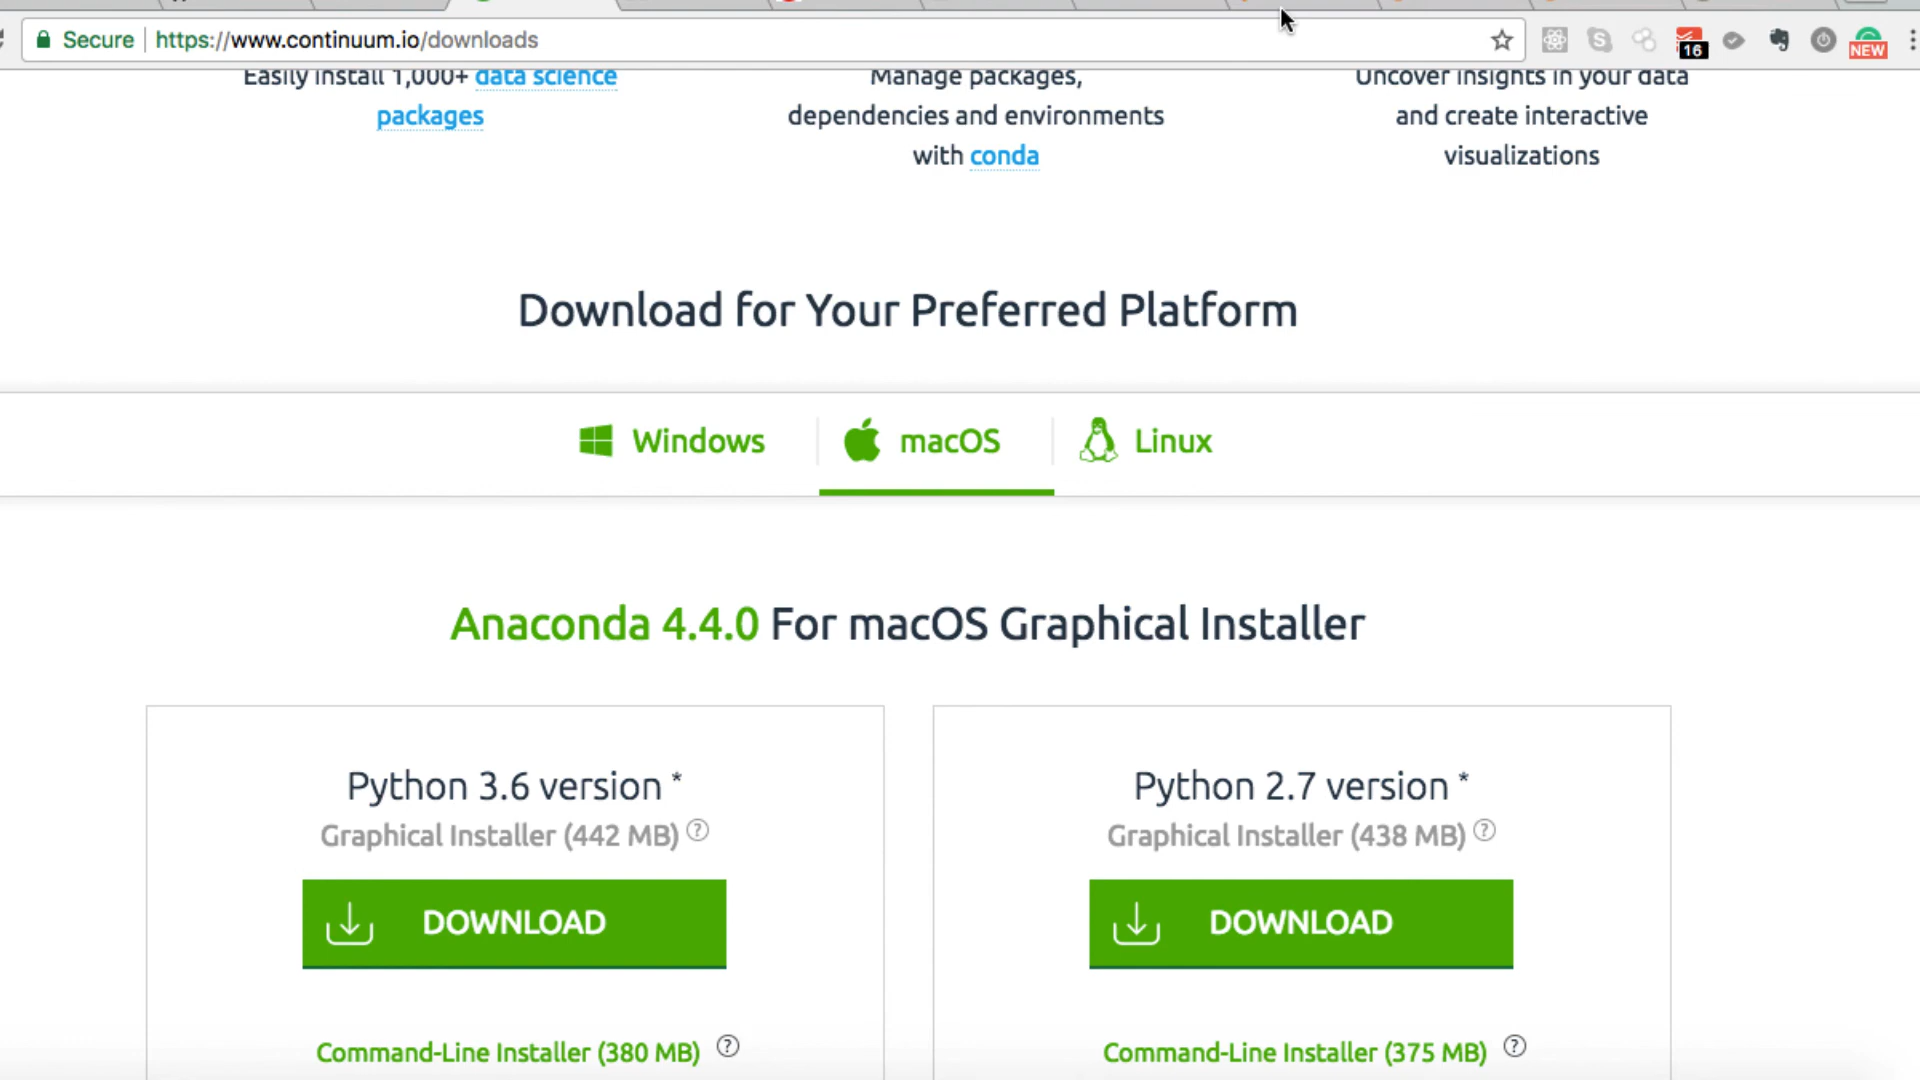 Secure https://www.continuum.io/downloads
16
NEW
Easily install 1,000+ data science
packages
Manage packages,
dependencies and environments
with conda
Uncover insights in your data
and create interactive
visualizations
Download for Your Preferred Platform
Windows
macOS
Linux
Anaconda 4.4.0 For macOS Graphical Installer
Python 3.6 version *
Graphical Installer (442 MB) ?
DOWNLOAD
Command-Line Installer (380 MB) ?
Python 2.7 version *
Graphical Installer (438 MB) ?
DOWNLOAD
Command-Line Installer (375 MB) ?